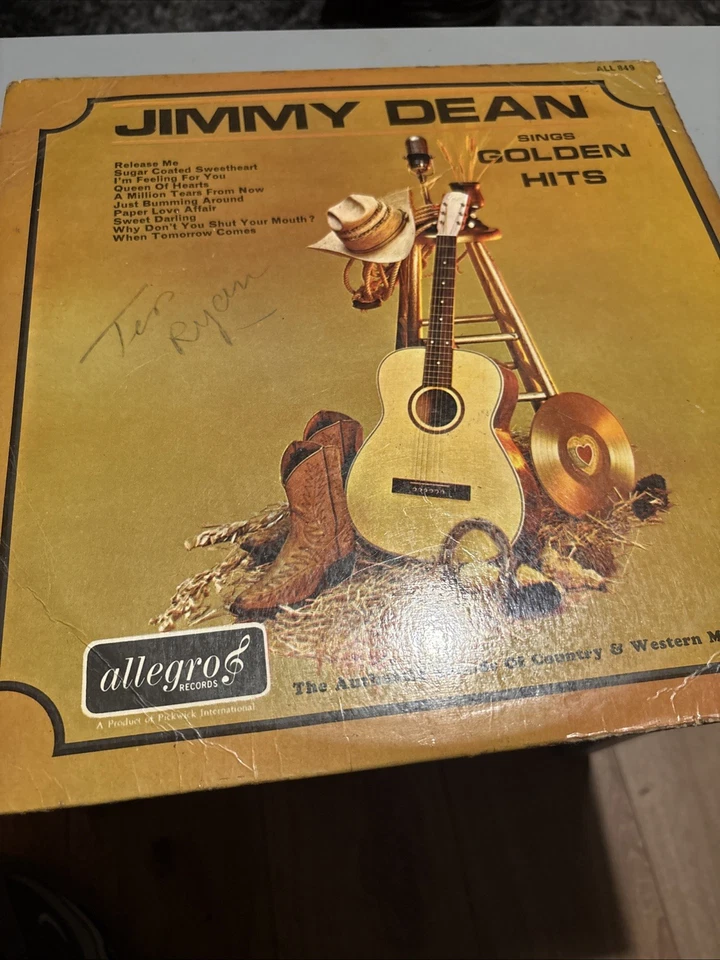 ALL 849
JIMMY DEAN
SINGS
GOLDEN
HITS
Release Me
Sugar Coated Sweetheart
I'm Feeling For You
Queen Of Hearts
A Million Tears From Now
Just Bumming Around
Paper Love Affair
Sweet Darling
Why Don't You Shut Your Mouth?
When Tomorrow Comes
Ryan
allegro
RECORDS
A Product of Pickwick International
The Of Country & Western M